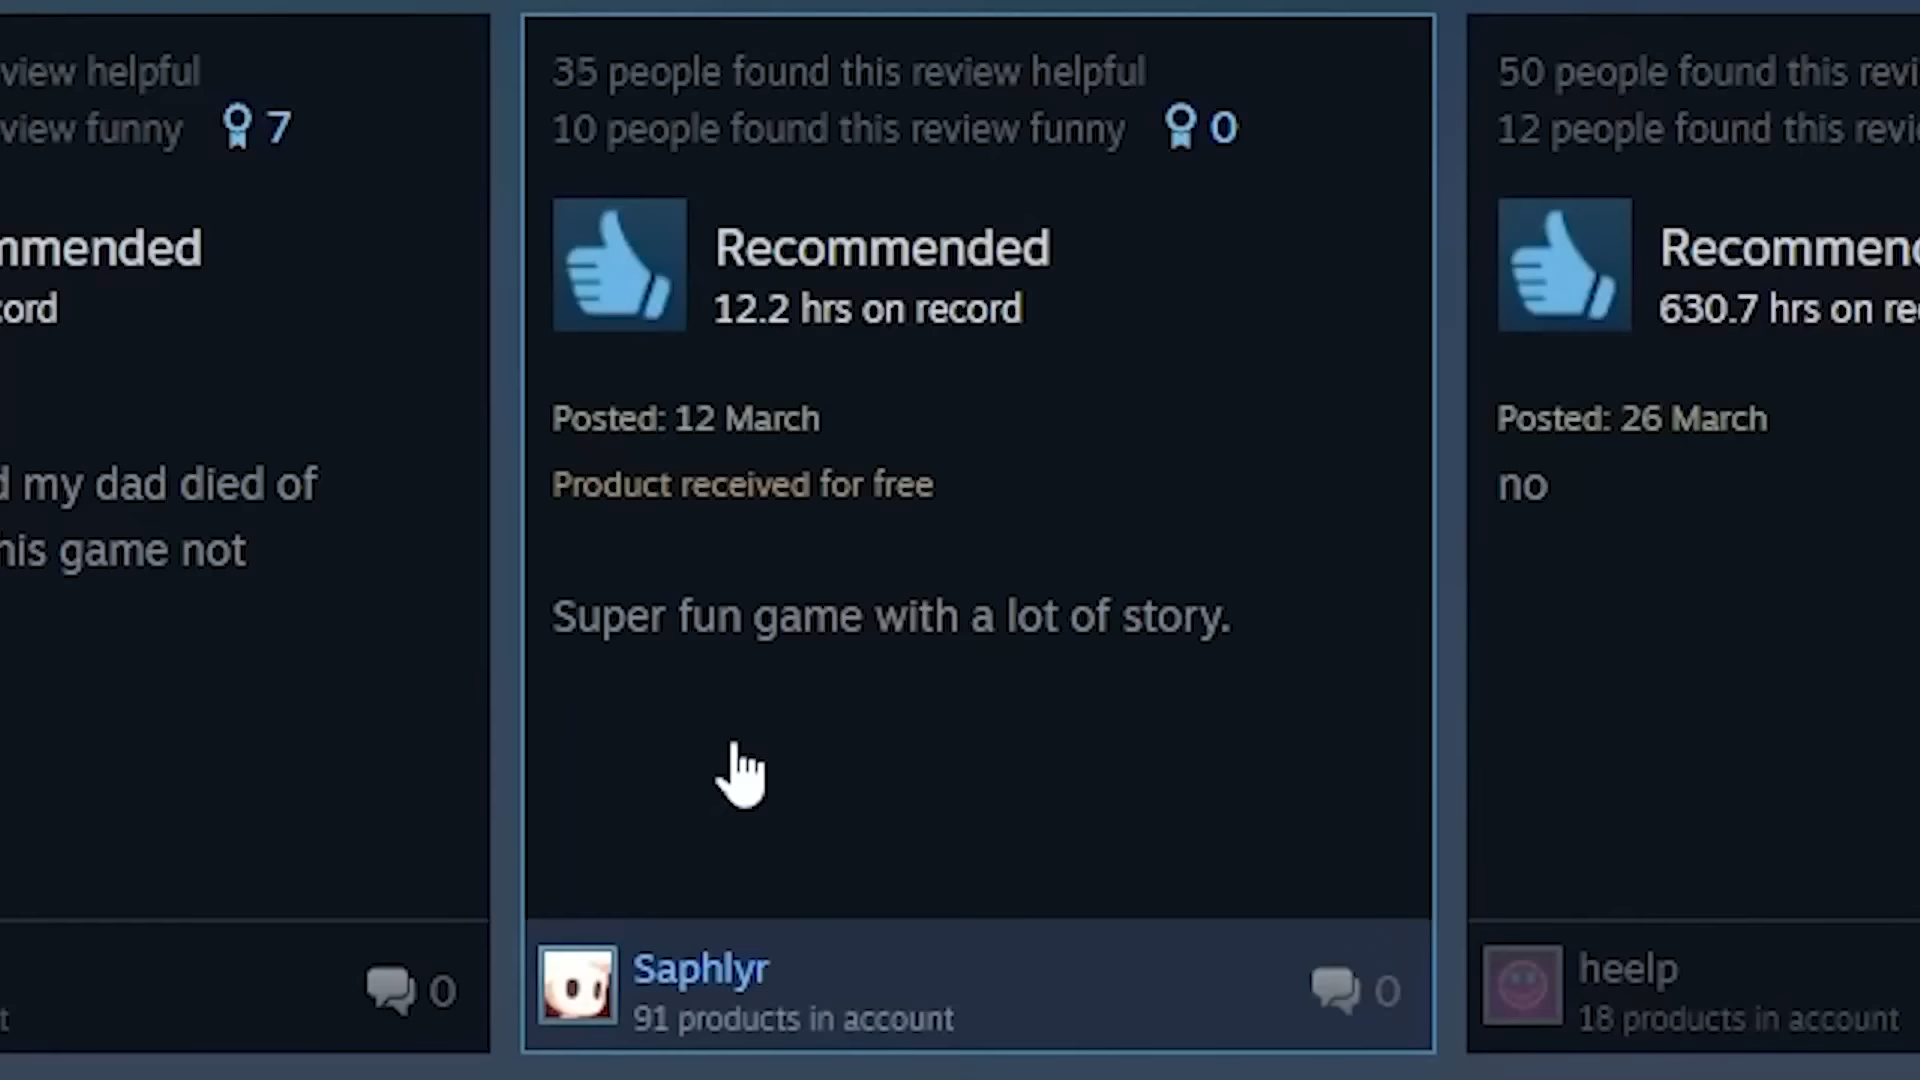 view helpful
view funny 7
mmended
cord
d my dad died of
his game not
0
t
35 people found this review helpful
10 people found this review funny 0
Recommended
12.2 hrs on record
Posted: 12 March
Product received for free
Super fun game with a lot of story.
Saphlyr
91 products in account
0
50 people found this revi
12 people found this revi
Recommend
630.7 hrs on re
Posted: 26 March
no
heelp
18 products in account